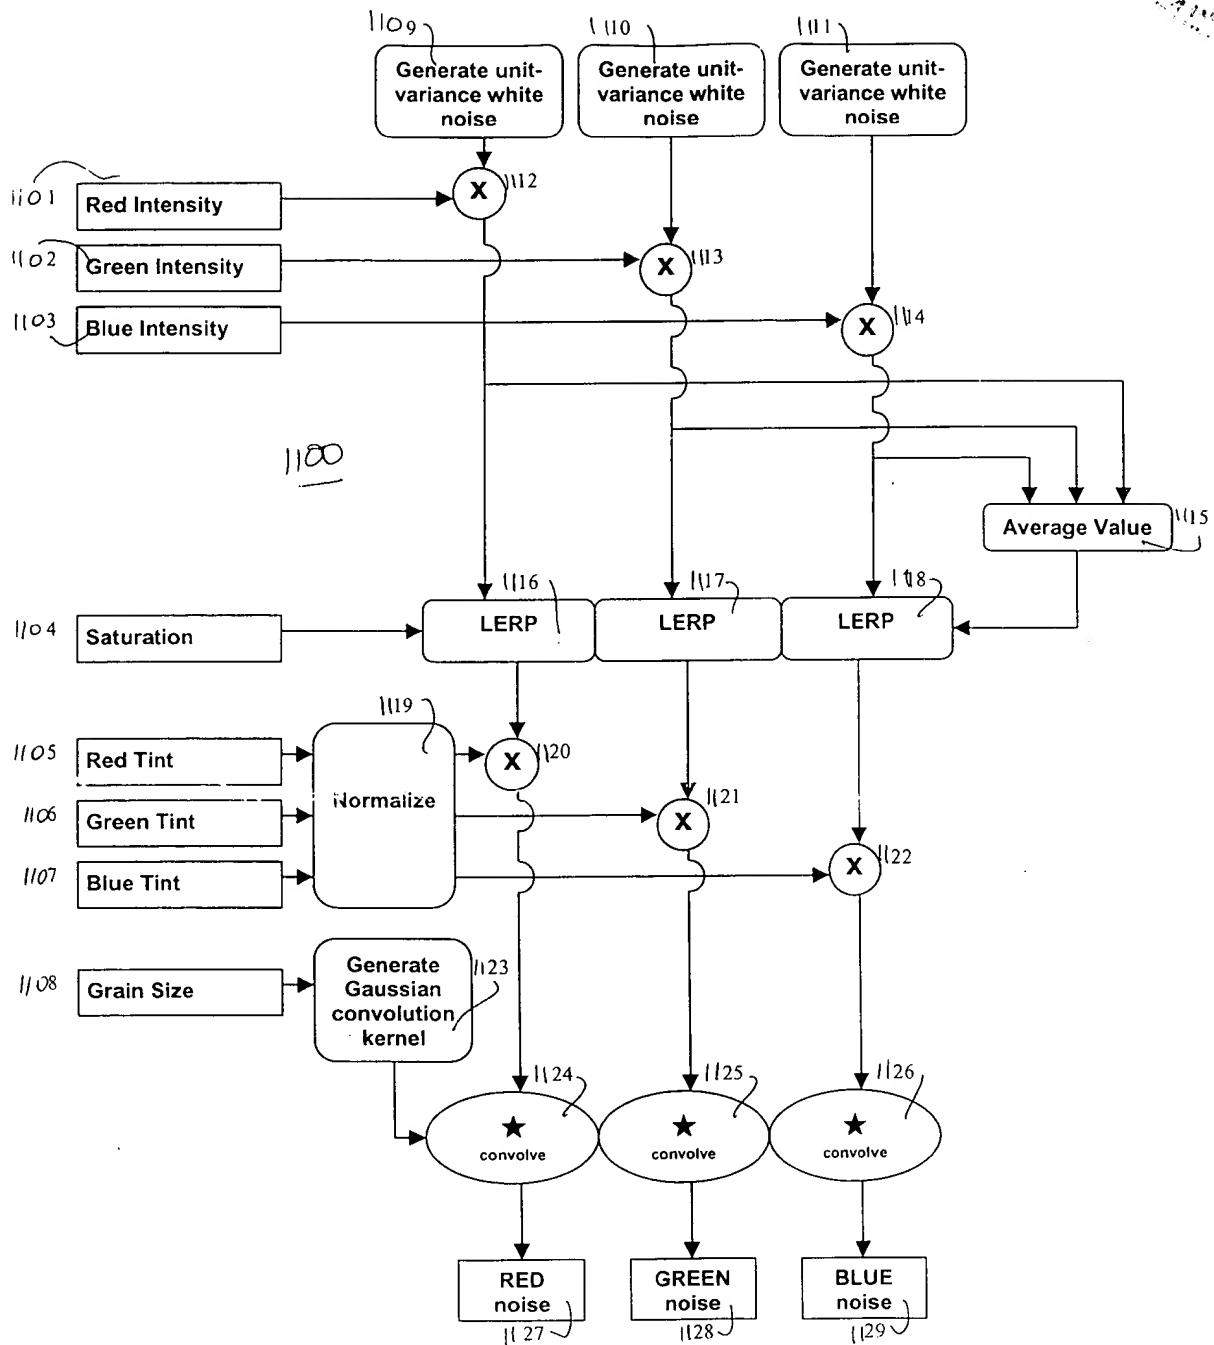 1109
1110
1111
Generate unit-
variance white
noise
Generate unit-
variance white
noise
Generate unit-
variance white
noise
1101
Red Intensity
X
1112
1102
Green Intensity
X
1113
1103
Blue Intensity
X
1114
1100
Average Value
1115
1116
1117
1118
1104
Saturation
LERP
LERP
LERP
1119
1105
Red Tint
X
1120
Normalize
1106
Green Tint
X
1121
1107
Blue Tint
X
1122
1108
Grain Size
Generate
Gaussian
convolution
kernel
1123
1124
1125
1126
★
convolve
★
convolve
★
convolve
RED
noise
GREEN
noise
BLUE
noise
1127
1128
1129